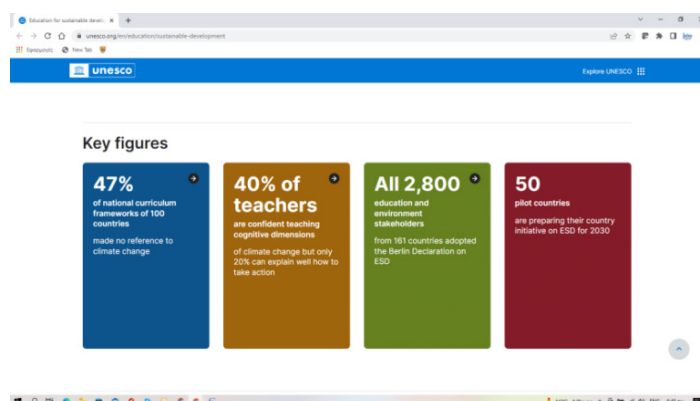 Education for sustainable develo
unesco.org/en/education/sustainable-development
New Tab
unesco
Explore UNESCO
Key figures
47%
of national curriculum
frameworks of 100
countries
made no reference to
climate change
40% of
teachers
are confident teaching
cognitive dimensions
of climate change but only
20% can explain well how to
take action
All 2,800
education and
environment
stakeholders
from 161 countries adopted
the Berlin Declaration on
ESD
50
pilot countries
are preparing their country
initiative on ESD for 2030